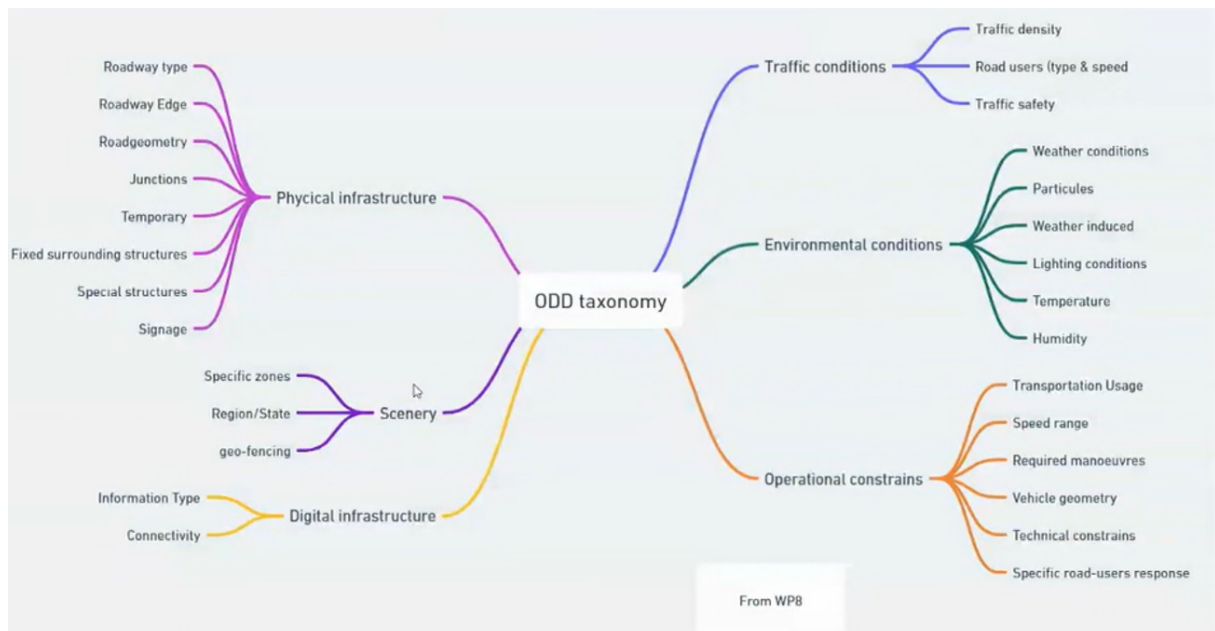 Roadway type
Roadway Edge
Roadgeometry
Junctions
Temporary
Fixed surrounding structures
Special structures
Signage
Phycical infrastructure
Specific zones
Region/State
geo-fencing
Scenery
Information Type
Connectivity
Digital infrastructure
ODD taxonomy
Traffic conditions
Traffic density
Road users (type & speed
Traffic safety
Environmental conditions
Weather conditions
Particules
Weather induced
Lighting conditions
Temperature
Humidity
Operational constrains
Transportation Usage
Speed range
Required manoeuvres
Vehicle geometry
Technical constrains
Specific road-users response
From WP8